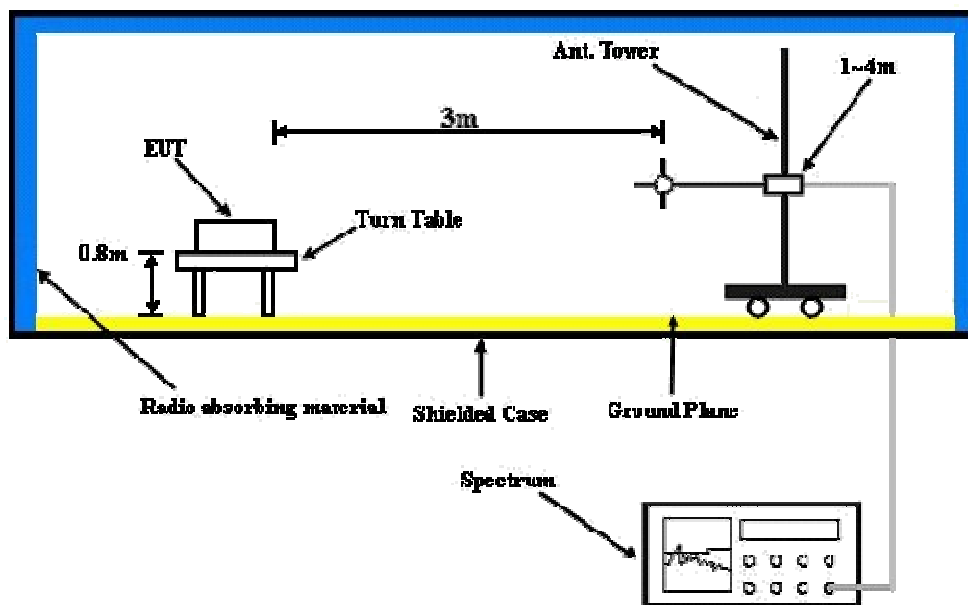 Ant. Tower
1~4m
3m
EUT
Turn Table
0.8m
Radio absorbing material
Shielded Case
Ground Plane
Spectrum